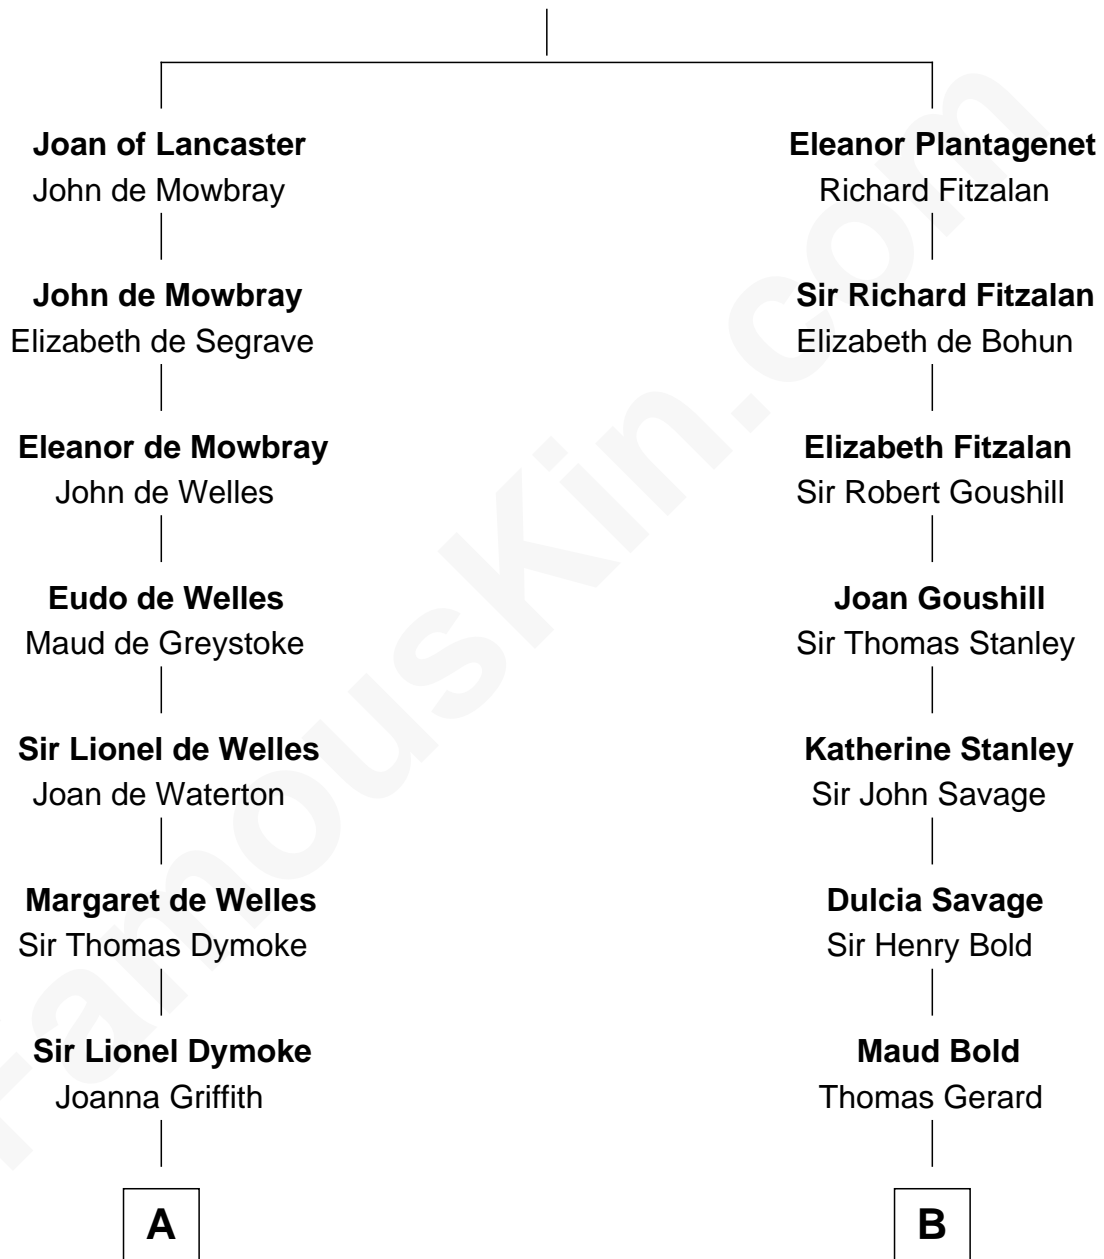 Joan of Lancaster
John de Mowbray
John de Mowbray
Elizabeth de Segrave
Eleanor de Mowbray
John de Welles
Eudo de Welles
Maud de Greystoke
Sir Lionel de Welles
Joan de Waterton
Margaret de Welles
Sir Thomas Dymoke
Sir Lionel Dymoke
Joanna Griffith
A
Eleanor Plantagenet
Richard Fitzalan
Sir Richard Fitzalan
Elizabeth de Bohun
Elizabeth Fitzalan
Sir Robert Goushill
Joan Goushill
Sir Thomas Stanley
Katherine Stanley
Sir John Savage
Dulcia Savage
Sir Henry Bold
Maud Bold
Thomas Gerard
B
FamousKin.com